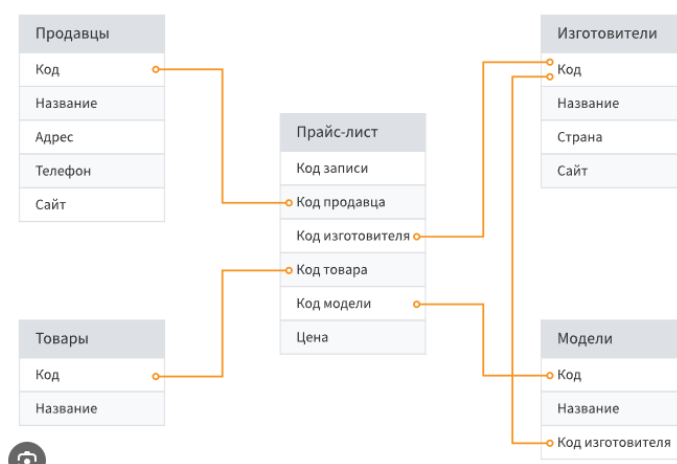 Продавцы
Код
Название
Адрес
Телефон
Сайт
Прайс-лист
Код записи
Код продавца
Код изготовителя
Код товара
Код модели
Цена
Изготовители
Код
Название
Страна
Сайт
Товары
Код
Название
Модели
Код
Название
Код изготовителя